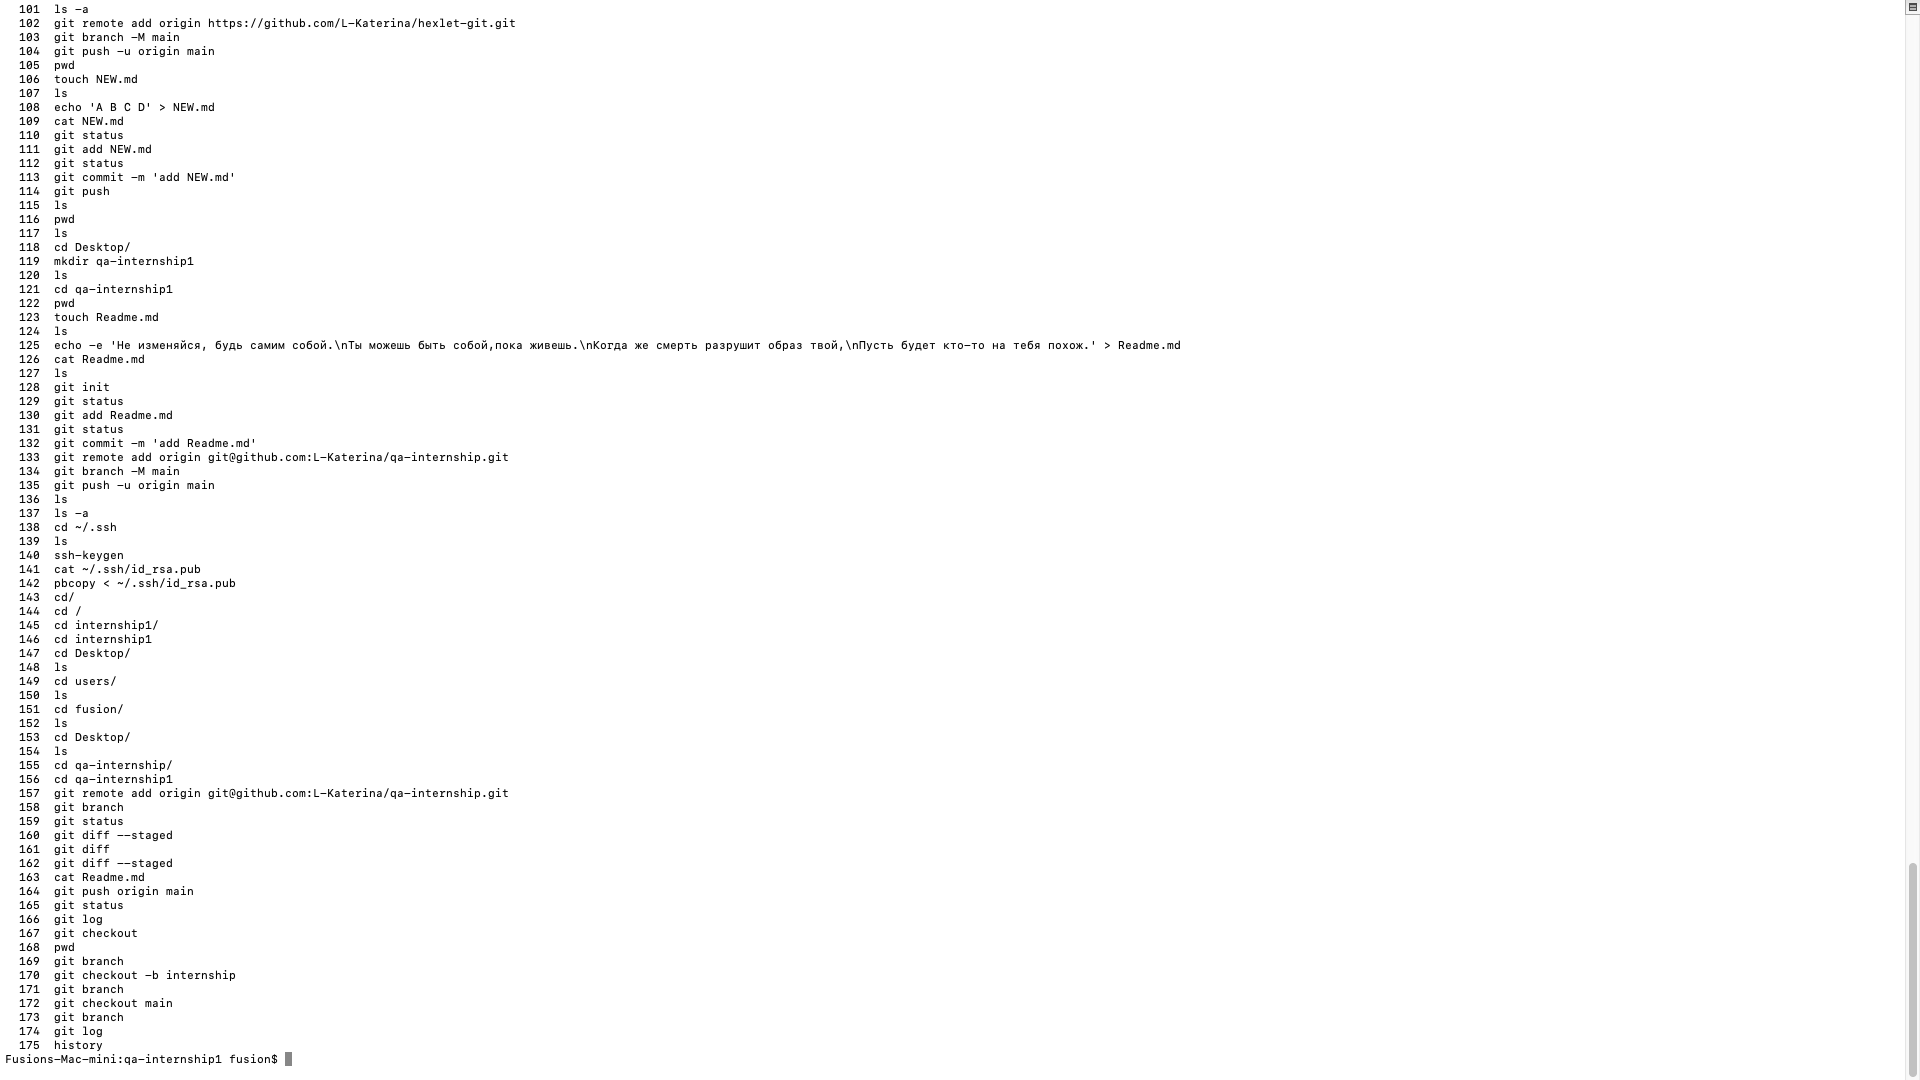 101 ls -a
102 git remote add origin https://github.com/L-Katerina/hexlet-git.git
103 git branch -M main
104 git push -u origin main
105 pwd
106 touch NEW.md
107 ls
108 echo 'A B C D' > NEW.md
109 cat NEW.md
110 git status
111 git add NEW.md
112 git status
113 git commit -m 'add NEW.md'
114 git push
115 ls
116 pwd
117 ls
118 cd Desktop/
119 mkdir qa-internship1
120 ls
121 cd qa-internship1
122 pwd
123 touch Readme.md
124 ls
125 echo -e 'Не изменяйся, будь самим собой.\nТы можешь быть собой,пока живешь.\nКогда же смерть разрушит образ твой,\nПусть будет кто-то на тебя похож.' > Readme.md
126 cat Readme.md
127 ls
128 git init
129 git status
130 git add Readme.md
131 git status
132 git commit -m 'add Readme.md'
133 git remote add origin git@github.com:L-Katerina/qa-internship.git
134 git branch -M main
135 git push -u origin main
136 ls
137 ls -a
138 cd ~/.ssh
139 ls
140 ssh-keygen
141 cat ~/.ssh/id_rsa.pub
142 pbcopy < ~/.ssh/id_rsa.pub
143 cd/
144 cd /
145 cd internship1/
146 cd internship1
147 cd Desktop/
148 ls
149 cd users/
150 ls
151 cd fusion/
152 ls
153 cd Desktop/
154 ls
155 cd qa-internship/
156 cd qa-internship1
157 git remote add origin git@github.com:L-Katerina/qa-internship.git
158 git branch
159 git status
160 git diff --staged
161 git diff
162 git diff --staged
163 cat Readme.md
164 git push origin main
165 git status
166 git log
167 git checkout
168 pwd
169 git branch
170 git checkout -b internship
171 git branch
172 git checkout main
173 git branch
174 git log
175 history
Fusions-Mac-mini:qa-internship1 fusion$